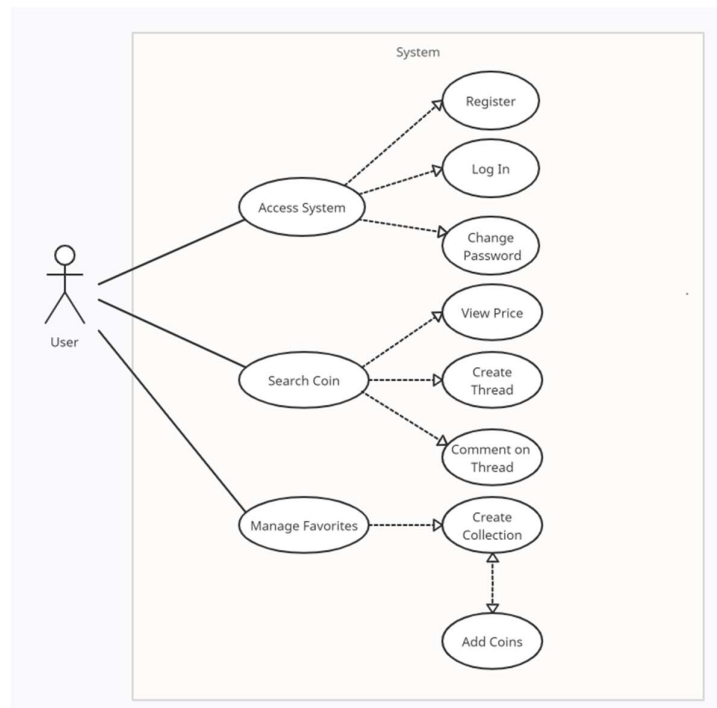 System
Register
Log In
Access System
Change
Password
User
View Price
Search Coin
Create
Thread
Comment on
Thread
Manage Favorites
Create
Collection
Add Coins